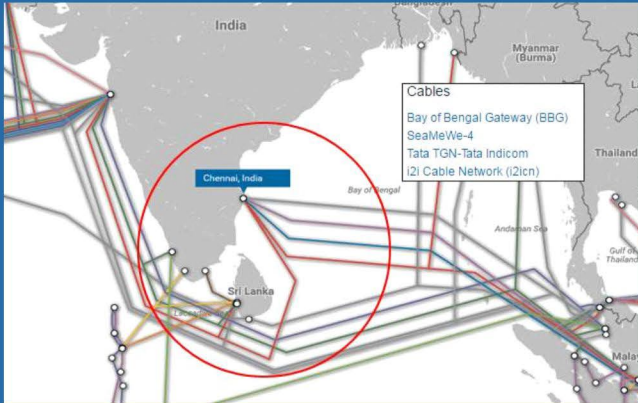 Bangladesh
India
Myanmar
(Burma)
Cables
Bay of Bengal Gateway (BBG)
SeaMeWe-4
Tata TGN-Tata Indicom
i2i Cable Network (i2icn)
Thailand
Chennai, India
Bay of Bengal
Andaman Sea
Gulf of
Thailand
Sri Lanka